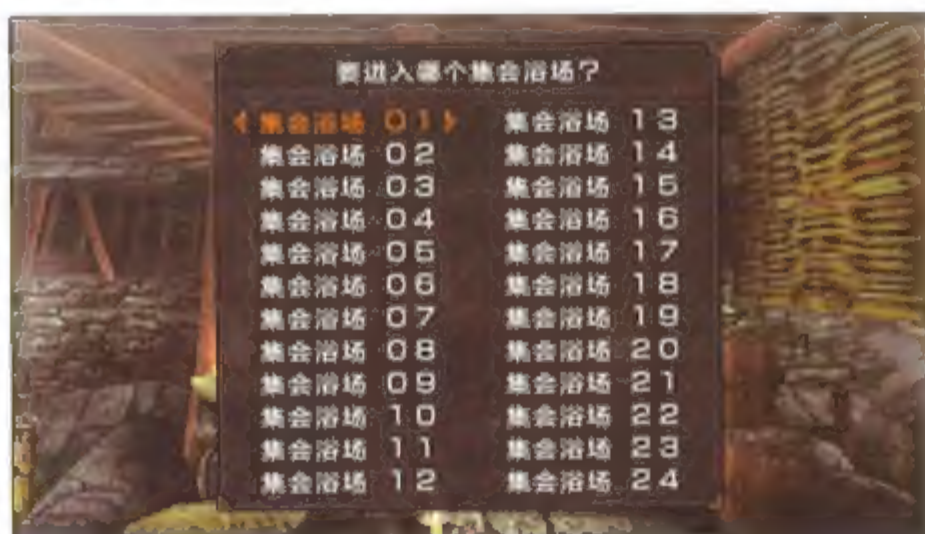 要进入哪个集会浴场？
集会浴场 01
集会浴场 02
集会浴场 03
集会浴场 04
集会浴场 05
集会浴场 06
集会浴场 07
集会浴场 08
集会浴场 09
集会浴场 10
集会浴场 11
集会浴场 12
集会浴场 13
集会浴场 14
集会浴场 15
集会浴场 16
集会浴场 17
集会浴场 18
集会浴场 19
集会浴场 20
集会浴场 21
集会浴场 22
集会浴场 23
集会浴场 24